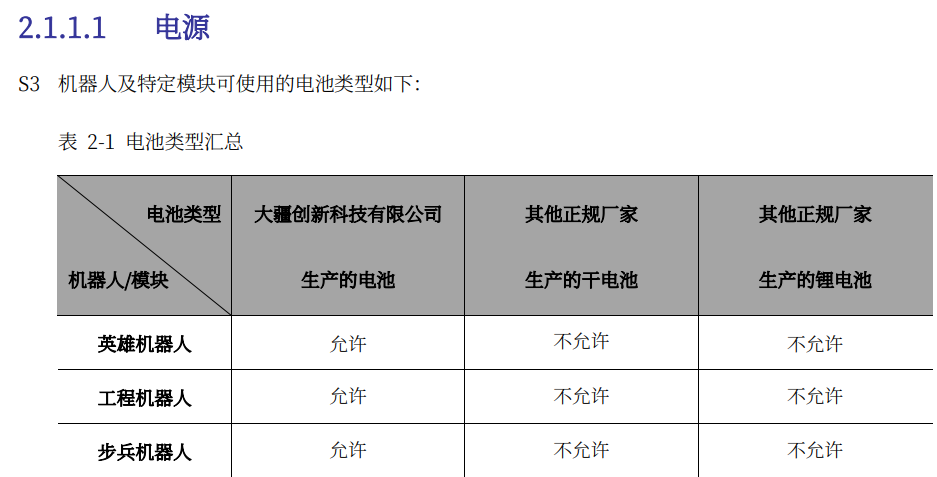 2.1.1.1 电源
S3 机器人及特定模块可使用的电池类型如下：
表 2-1 电池类型汇总
电池类型
机器人/模块
大疆创新科技有限公司
生产的电池
其他正规厂家
生产的干电池
其他正规厂家
生产的锂电池
英雄机器人 允许 不允许 不允许
工程机器人 允许 不允许 不允许
步兵机器人 允许 不允许 不允许